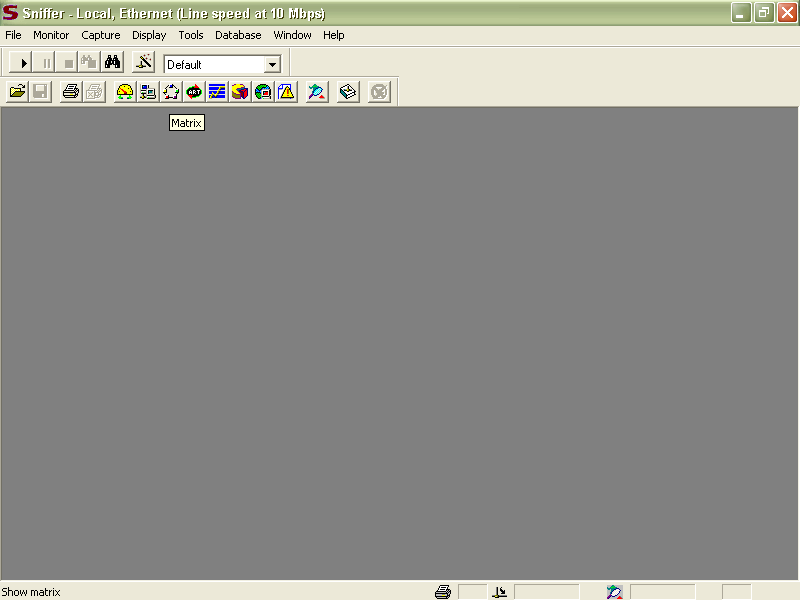 Sniffer - Local, Ethernet (Line speed at 10 Mbps)
File Monitor Capture Display Tools Database Window Help
Default
ART
Matrix
Show matrix